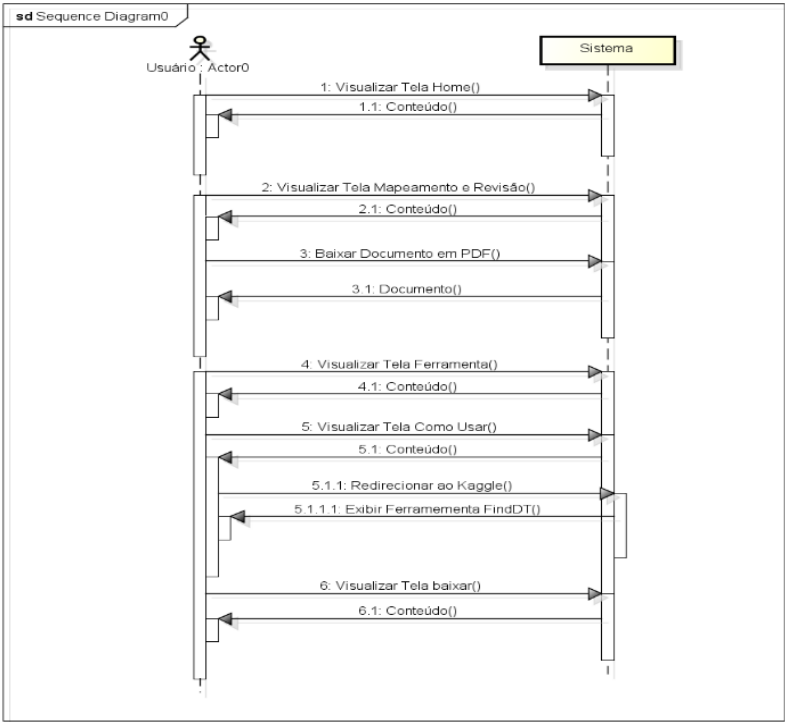 sd Sequence Diagram0
Usuário : Actor0
Sistema
1: Visualizar Tela Home()
1.1: Conteúdo()
2: Visualizar Tela Mapeamento e Revisão()
2.1: Conteúdo()
3: Baixar Documento em PDF()
3.1: Documento()
4: Visualizar Tela Ferramenta()
4.1: Conteúdo()
5: Visualizar Tela Como Usar()
5.1: Conteúdo()
5.1.1: Redirecionar ao Kaggle()
5.1.1.1: Exibir Ferramementa FindDT()
6: Visualizar Tela baixar()
6.1: Conteúdo()